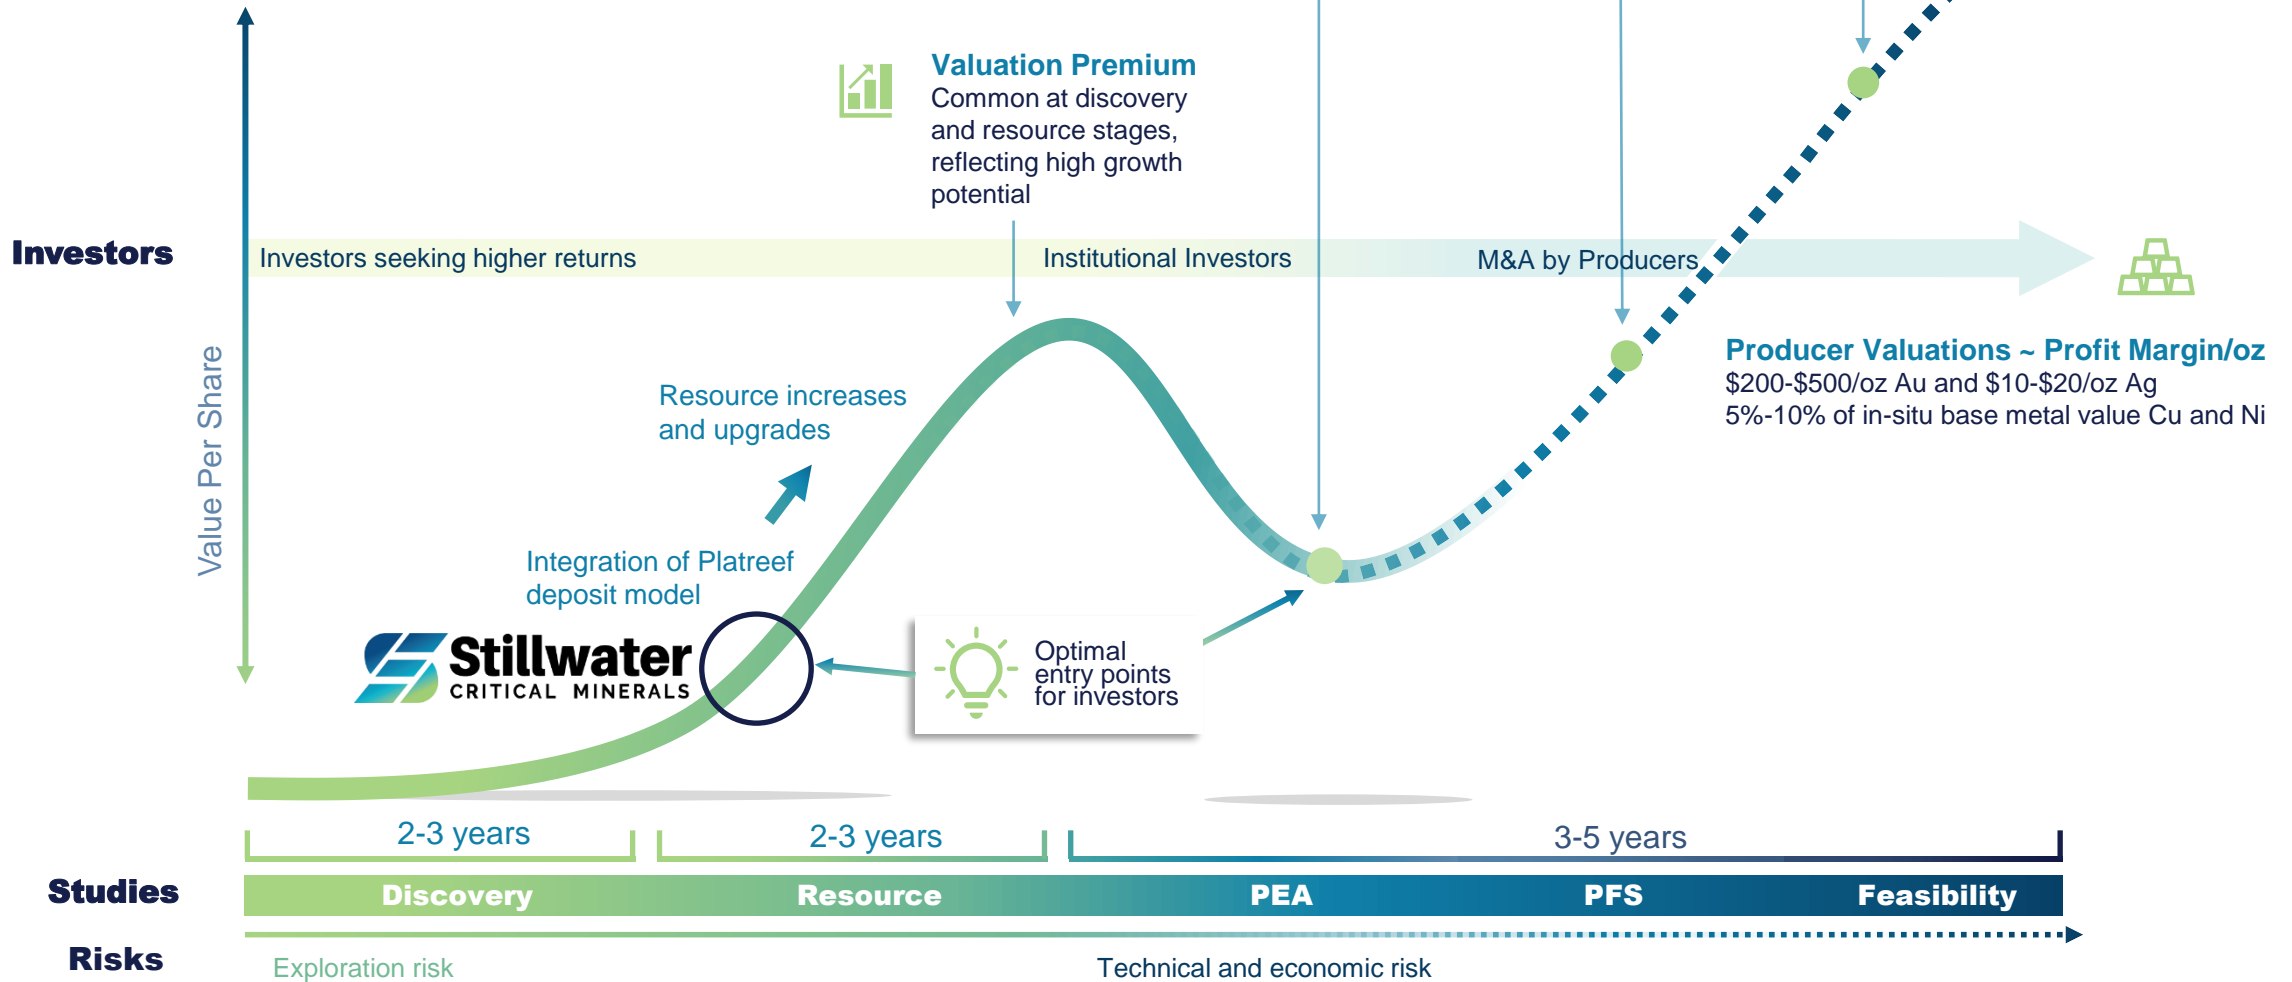 Valuation Premium
Common at discovery
and resource stages,
reflecting high growth
potential
Investors
Investors seeking higher returns
Institutional Investors
M&A by Producers
Producer Valuations ~ Profit Margin/oz
$200-$500/oz Au and $10-$20/oz Ag
5%-10% of in-situ base metal value Cu and Ni
Value Per Share
Resource increases
and upgrades
Integration of Platreef
deposit model
Stillwater
CRITICAL MINERALS
Optimal
entry points
for investors
2-3 years
2-3 years
3-5 years
Studies
Discovery
Resource
PEA
PFS
Feasibility
Risks
Exploration risk
Technical and economic risk